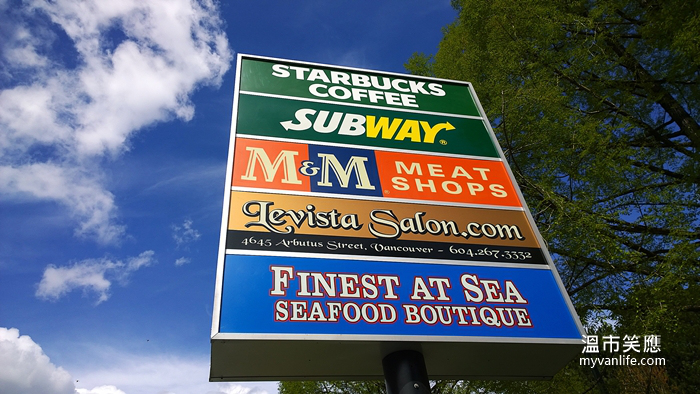 STARBUCKS
COFFEE
SUBWAY®
M&M MEAT
SHOPS
Levista Salon.com
4645 Arbutus Street, Vancouver - 604.267.3332
FINEST AT SEA
SEAFOOD BOUTIQUE
溫市笑應
myvanlife.com